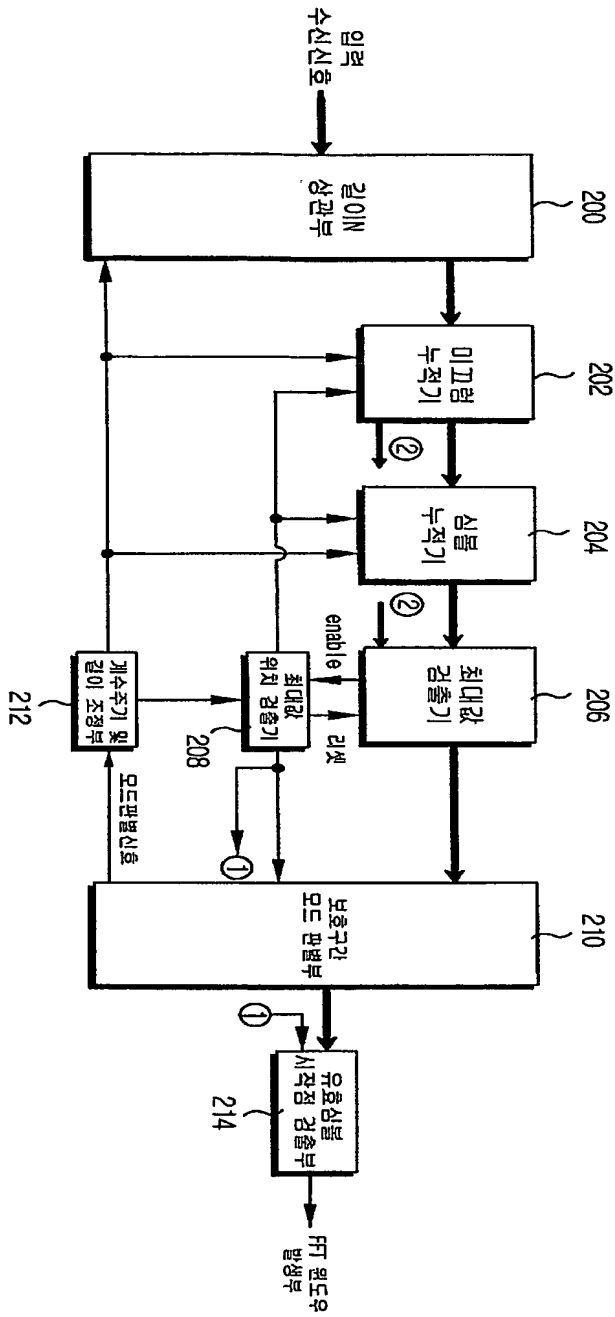 입력
수신신호
200
길이N
상관부
202
미끄럼
누적기
②
204
심볼
누적기
②
206
최대값
검출기
enable
리셋
208
최대값
위치 검출기
①
212
계수주기 및
길이 조정부
모드판별신호
210
보호구간
모드 판별부
①
214
유효심볼
시작점 검출부
FFT 윈도우
발생부